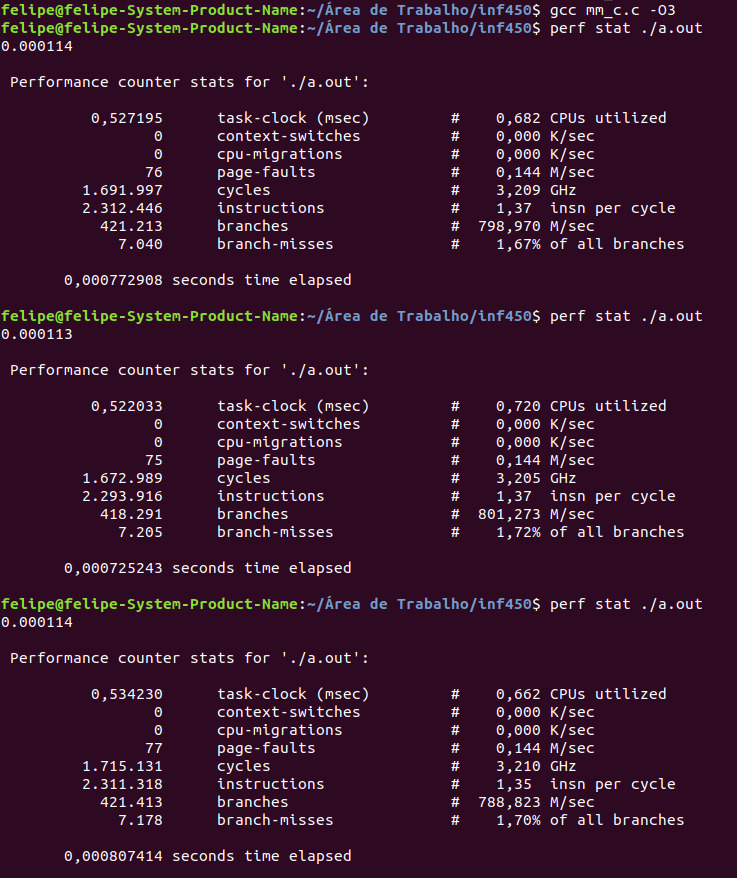 felipe@felipe-System-Product-Name:~/Área de Trabalho/inf450$ gcc mm_c.c -O3
felipe@felipe-System-Product-Name:~/Área de Trabalho/inf450$ perf stat ./a.out
0.000114
Performance counter stats for './a.out':
0,527195 task-clock (msec) # 0,682 CPUs utilized
0 context-switches # 0,000 K/sec
0 cpu-migrations # 0,000 K/sec
76 page-faults # 0,144 M/sec
1.691.997 cycles # 3,209 GHz
2.312.446 instructions # 1,37 insn per cycle
421.213 branches # 798,970 M/sec
7.040 branch-misses # 1,67% of all branches
0,000772908 seconds time elapsed
felipe@felipe-System-Product-Name:~/Área de Trabalho/inf450$ perf stat ./a.out
0.000113
Performance counter stats for './a.out':
0,522033 task-clock (msec) # 0,720 CPUs utilized
0 context-switches # 0,000 K/sec
0 cpu-migrations # 0,000 K/sec
75 page-faults # 0,144 M/sec
1.672.989 cycles # 3,205 GHz
2.293.916 instructions # 1,37 insn per cycle
418.291 branches # 801,273 M/sec
7.205 branch-misses # 1,72% of all branches
0,000725243 seconds time elapsed
felipe@felipe-System-Product-Name:~/Área de Trabalho/inf450$ perf stat ./a.out
0.000114
Performance counter stats for './a.out':
0,534230 task-clock (msec) # 0,662 CPUs utilized
0 context-switches # 0,000 K/sec
0 cpu-migrations # 0,000 K/sec
77 page-faults # 0,144 M/sec
1.715.131 cycles # 3,210 GHz
2.311.318 instructions # 1,35 insn per cycle
421.413 branches # 788,823 M/sec
7.178 branch-misses # 1,70% of all branches
0,000807414 seconds time elapsed